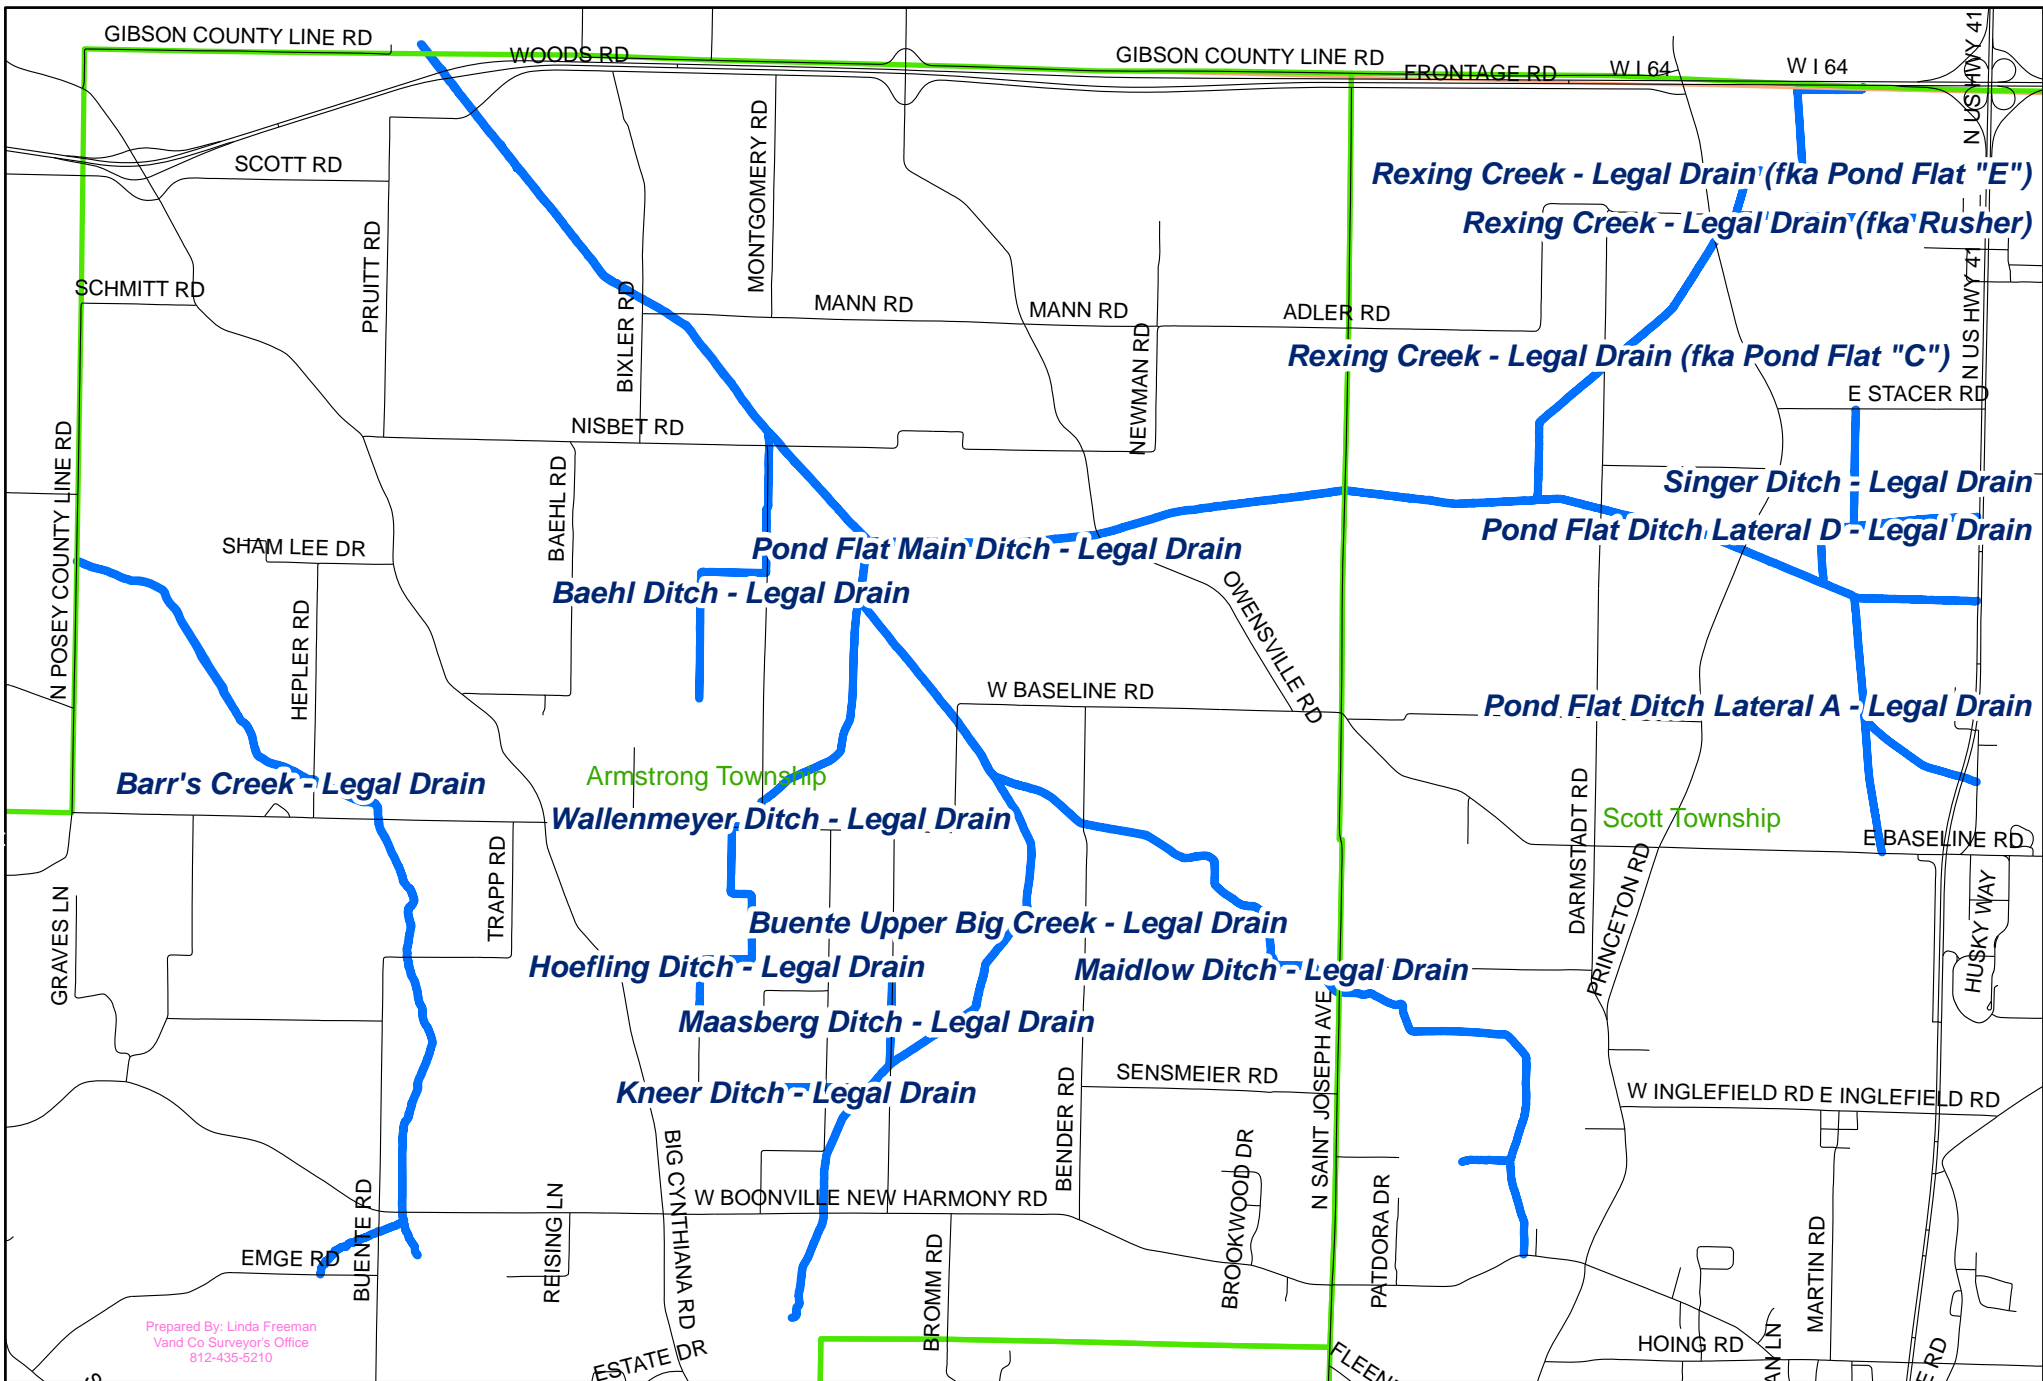 GIBSON COUNTY LINE RD
WOODS RD
GIBSON COUNTY LINE RD
FRONTAGE RD
W I 64
W I 64
N US HWY 41
SCOTT RD
MONTGOMERY RD
Rexing Creek - Legal Drain (fka Pond Flat "E")
Rexing Creek - Legal Drain (fka Rusher)
PRUITT RD
SCHMITT RD
BIXLER RD
MANN RD
MANN RD
ADLER RD
NEWMAN RD
N US HWY 41
Rexing Creek - Legal Drain (fka Pond Flat "C")
E STACER RD
NISBET RD
N POSEY COUNTY LINE RD
BAEHL RD
Singer Ditch - Legal Drain
Pond Flat Ditch Lateral D - Legal Drain
SHAM LEE DR
Pond Flat Main Ditch - Legal Drain
Baehl Ditch - Legal Drain
OWENSVILLE RD
HEPLER RD
W BASELINE RD
Pond Flat Ditch Lateral A - Legal Drain
Barr's Creek - Legal Drain
Armstrong Township
Wallenmeyer Ditch - Legal Drain
Scott Township
DARMSTADT RD
E BASELINE RD
TRAPP RD
PRINCETON RD
HUSKY WAY
GRAVES LN
Buente Upper Big Creek - Legal Drain
Hoefling Ditch - Legal Drain
Maidlow Ditch - Legal Drain
Maasberg Ditch - Legal Drain
N SAINT JOSEPH AVE
SENSMEIER RD
Kneer Ditch - Legal Drain
BENDER RD
W INGLEFIELD RD
E INGLEFIELD RD
BIG CYNTHIANA RD
BROOKWOOD DR
W BOONVILLE NEW HARMONY RD
BUENTE RD
REISING LN
PATDORA DR
EMGE RD
BROMM RD
MARTIN RD
Prepared By: Linda Freeman
Vand Co Surveyor's Office
812-435-5210
ESTATE DR
HOING RD